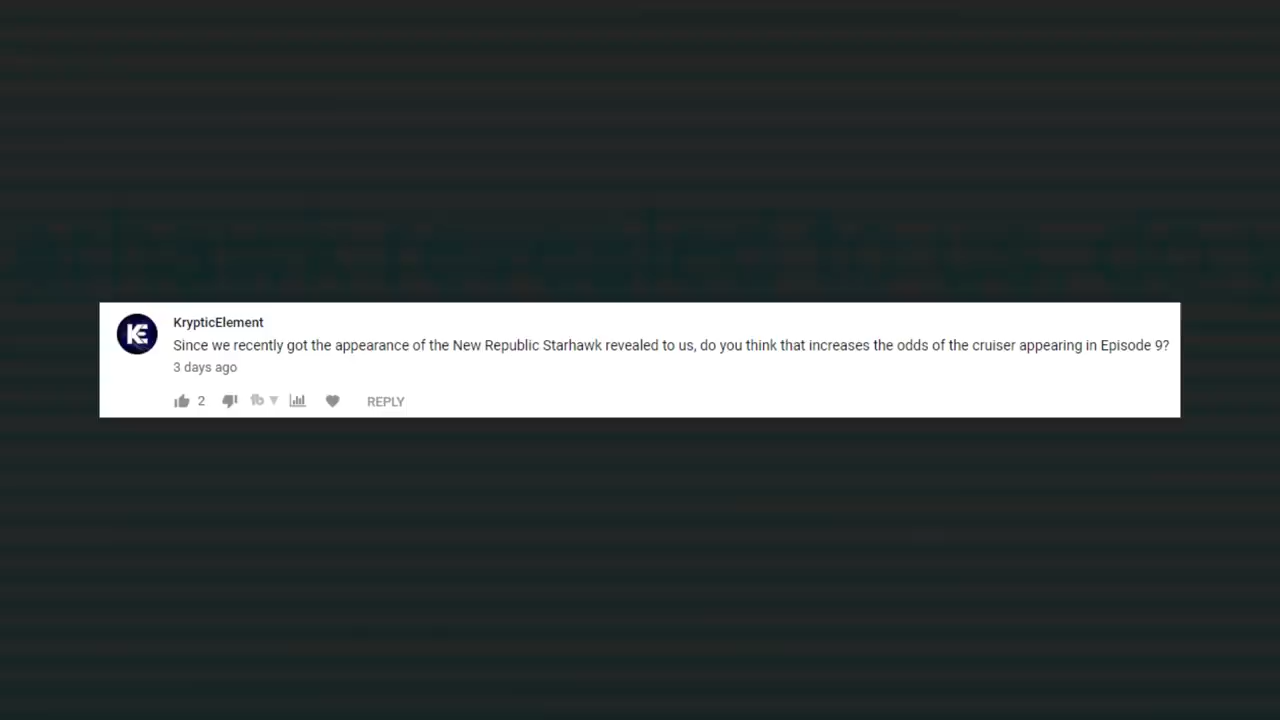 KE
KrypticElement
Since we recently got the appearance of the New Republic Starhawk revealed to us, do you think that increases the odds of the cruiser appearing in Episode 9?
3 days ago
2 REPLY